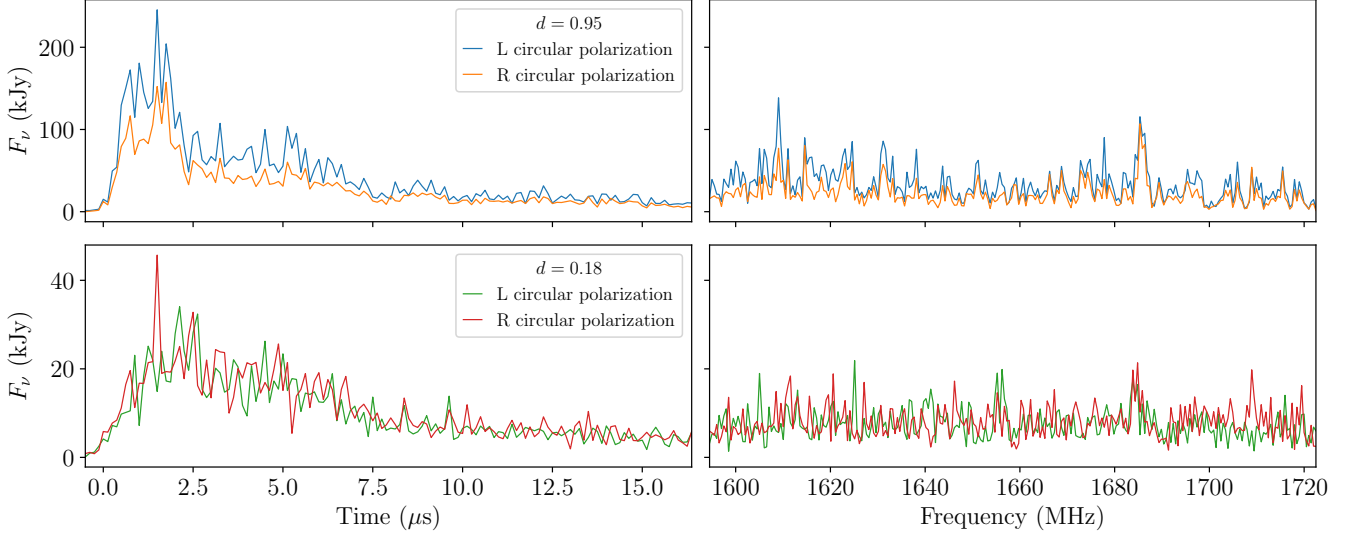 d = 0.95
L circular polarization
R circular polarization
F_ν (kJy)
200
100
0
d = 0.18
L circular polarization
R circular polarization
F_ν (kJy)
40
20
0
0.0 2.5 5.0 7.5 10.0 12.5 15.0
Time (μs)
1600 1620 1640 1660 1680 1700 1720
Frequency (MHz)